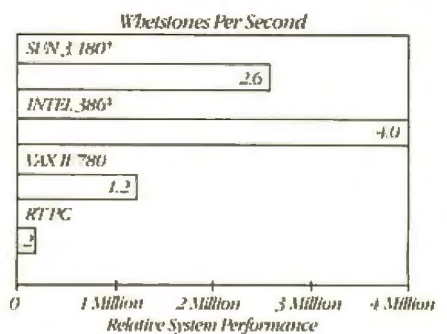 Whetstones Per Second
SUN 3/180†
2.6
INTEL 386‡
4.0
VAX 11/780
1.2
RT PC
.2
0 1 Million 2 Million 3 Million 4 Million
Relative System Performance